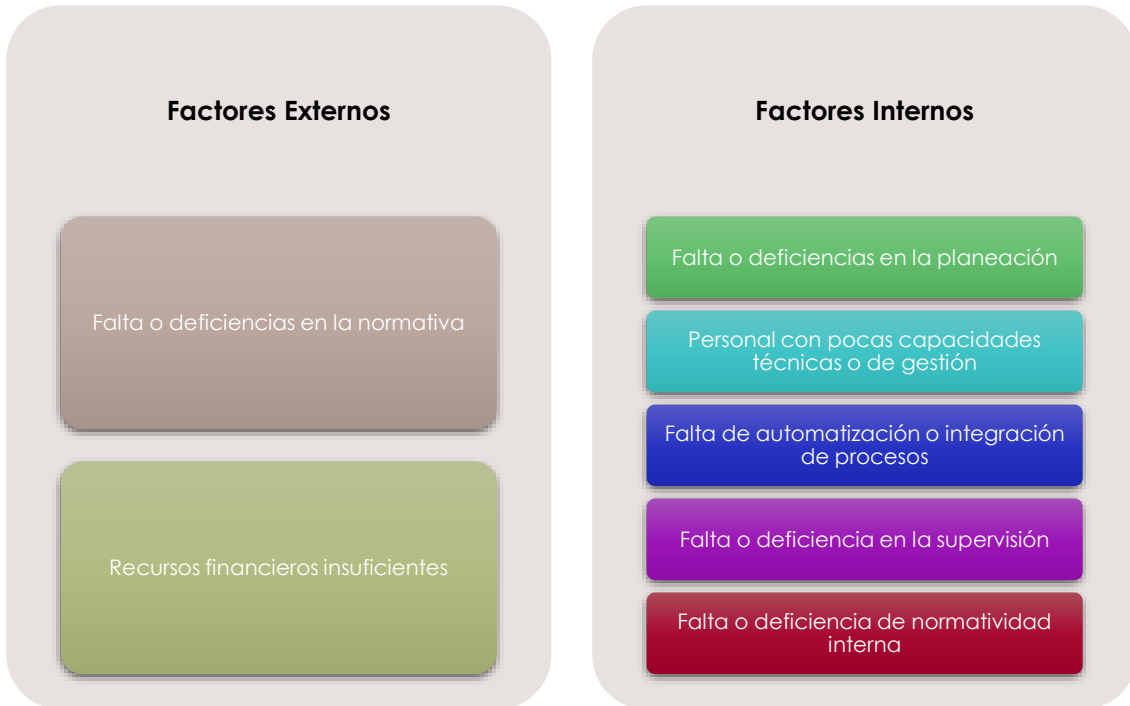 Factores Externos
Falta o deficiencias en la normativa
Recursos financieros insuficientes
Factores Internos
Falta o deficiencias en la planeación
Personal con pocas capacidades
técnicas o de gestión
Falta de automatización o integración
de procesos
Falta o deficiencia en la supervisión
Falta o deficiencia de normatividad
interna